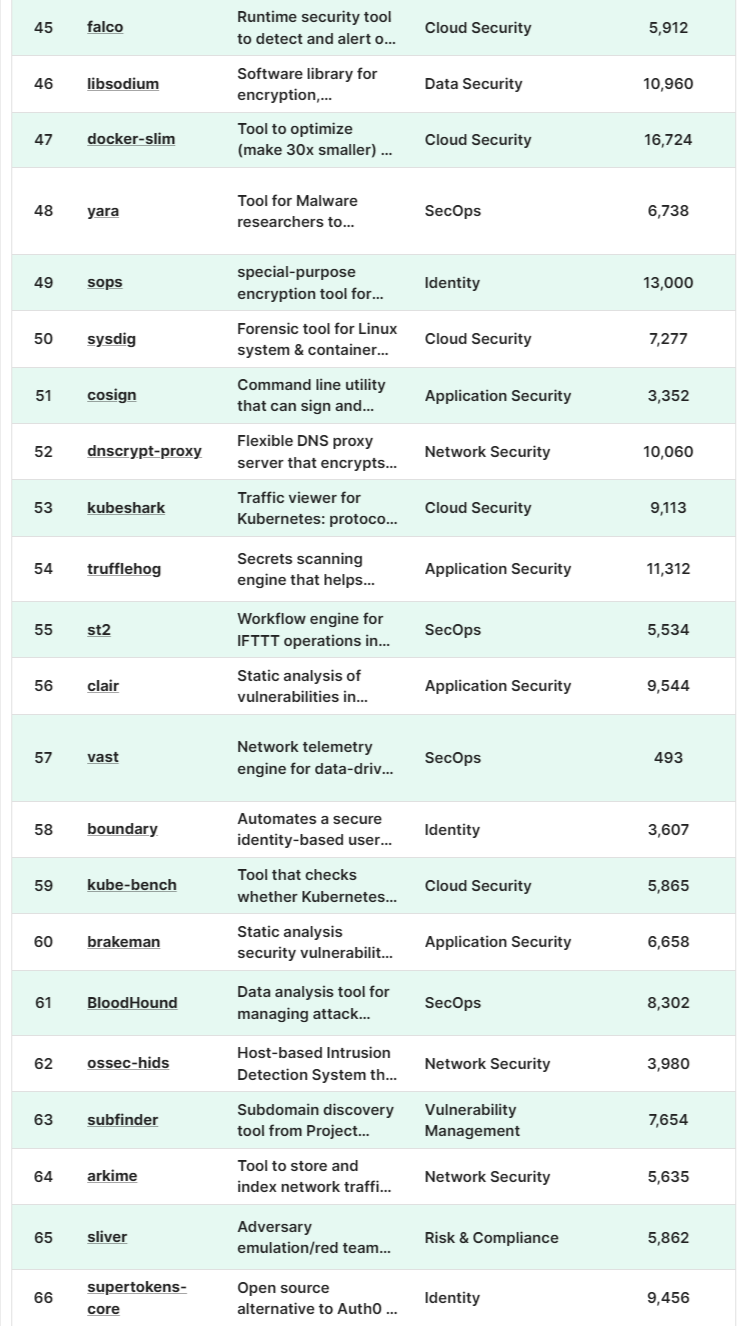 45 falco Runtime security tool to detect and alert o... Cloud Security 5,912
46 libsodium Software library for encryption,... Data Security 10,960
47 docker-slim Tool to optimize (make 30x smaller) ... Cloud Security 16,724
48 yara Tool for Malware researchers to... SecOps 6,738
49 sops special-purpose encryption tool for... Identity 13,000
50 sysdig Forensic tool for Linux system & container... Cloud Security 7,277
51 cosign Command line utility that can sign and... Application Security 3,352
52 dnscrypt-proxy Flexible DNS proxy server that encrypts... Network Security 10,060
53 kubeshark Traffic viewer for Kubernetes: protoco... Cloud Security 9,113
54 trufflehog Secrets scanning engine that helps... Application Security 11,312
55 st2 Workflow engine for IFTTT operations in... SecOps 5,534
56 clair Static analysis of vulnerabilities in... Application Security 9,544
57 vast Network telemetry engine for data-driv... SecOps 493
58 boundary Automates a secure identity-based user... Identity 3,607
59 kube-bench Tool that checks whether Kubernetes... Cloud Security 5,865
60 brakeman Static analysis security vulnerabilit... Application Security 6,658
61 BloodHound Data analysis tool for managing attack... SecOps 8,302
62 ossec-hids Host-based Intrusion Detection System th... Network Security 3,980
63 subfinder Subdomain discovery tool from Project... Vulnerability Management 7,654
64 arkime Tool to store and index network traffi... Network Security 5,635
65 sliver Adversary emulation/red team... Risk & Compliance 5,862
66 supertokens-core Open source alternative to Auth0 ... Identity 9,456